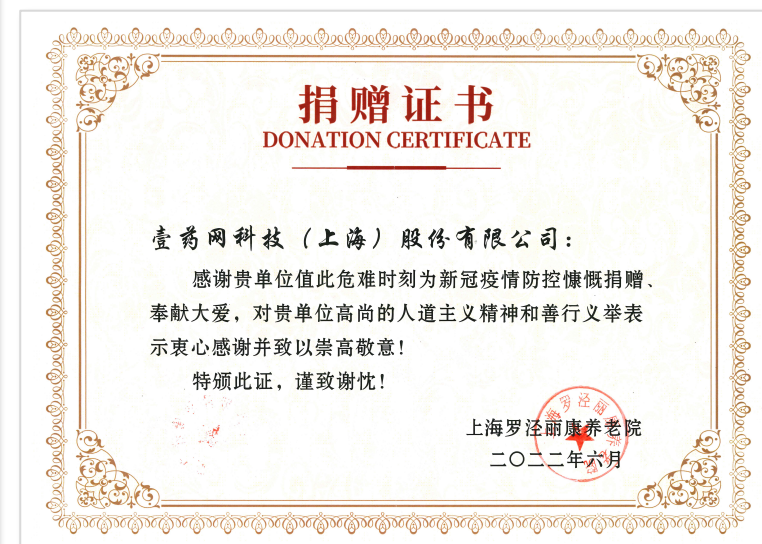 捐赠证书
DONATION CERTIFICATE
壹药网科技（上海）股份有限公司：
感谢贵单位值此危难时刻为新冠疫情防控慷慨捐赠、
奉献大爱，对贵单位高尚的人道主义精神和善行义举表
示衷心感谢并致以崇高敬意！
特颁此证，谨致谢忱！
上海罗泾丽康养老院
二〇二二年六月